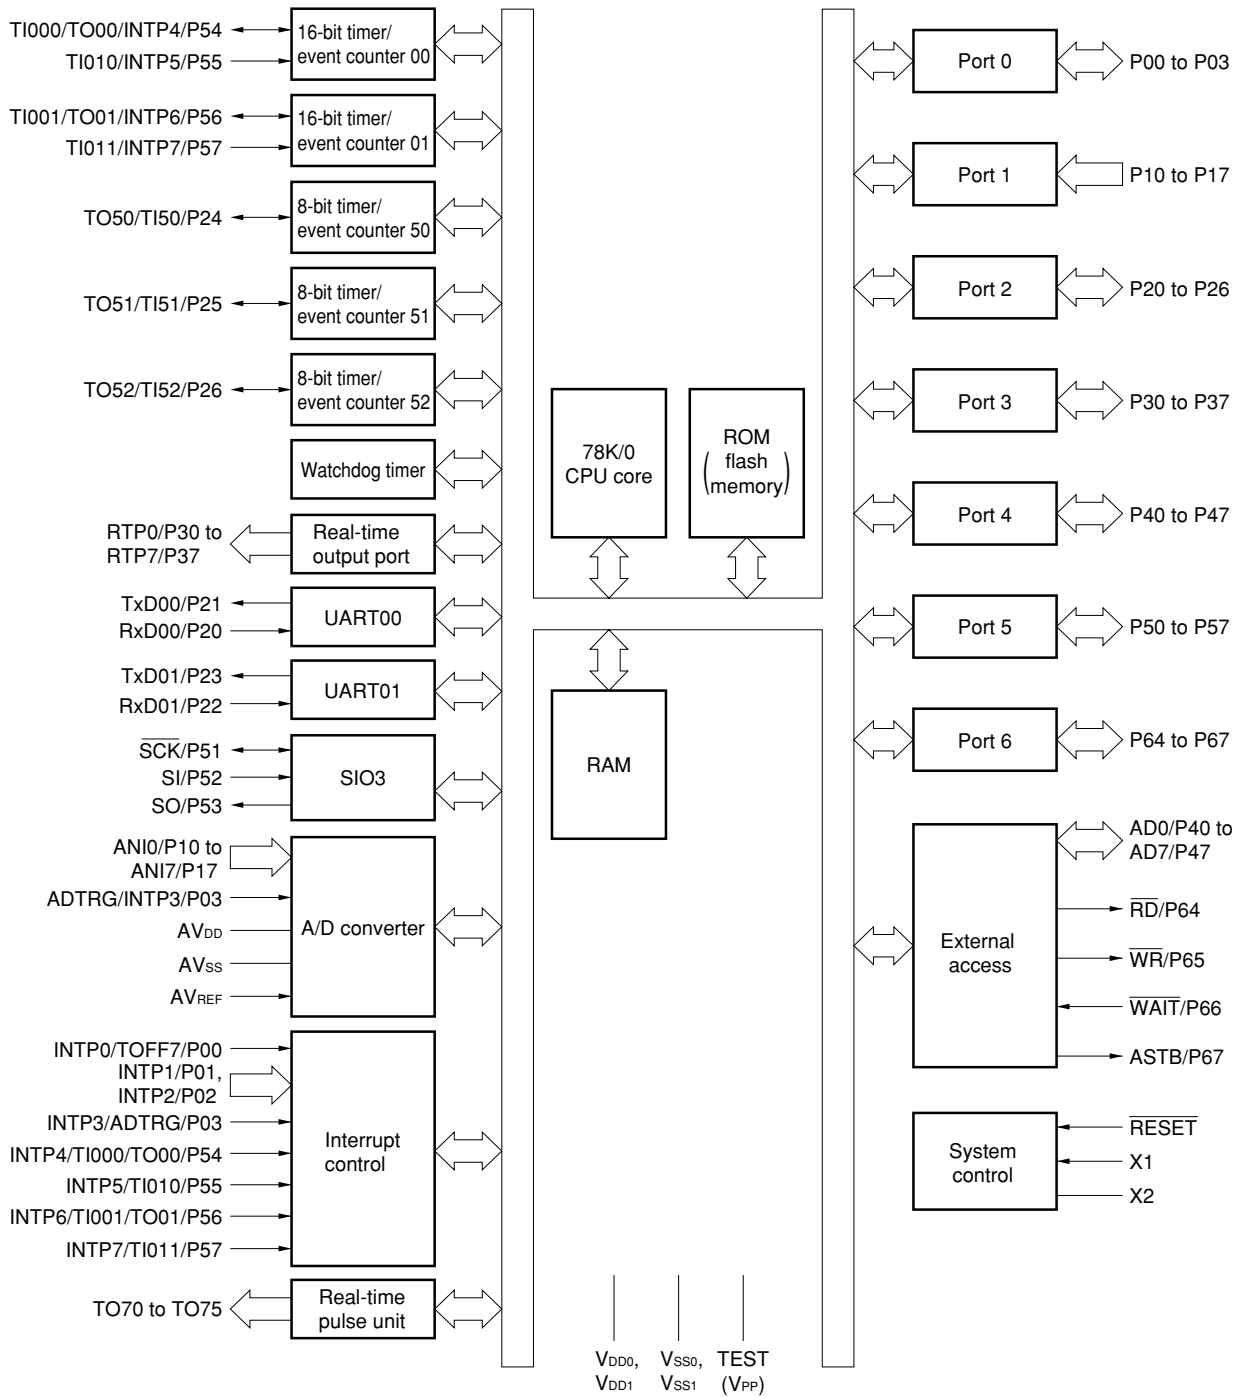 TI000/TO00/INTP4/P54
TI010/INTP5/P55
16-bit timer/
event counter 00
TI001/TO01/INTP6/P56
TI011/INTP7/P57
16-bit timer/
event counter 01
TO50/TI50/P24
8-bit timer/
event counter 50
TO51/TI51/P25
8-bit timer/
event counter 51
TO52/TI52/P26
8-bit timer/
event counter 52
Watchdog timer
RTP0/P30 to
RTP7/P37
Real-time
output port
TxD00/P21
RxD00/P20
UART00
TxD01/P23
RxD01/P22
UART01
SCK/P51
SI/P52
SO/P53
SIO3
ANI0/P10 to
ANI7/P17
ADTRG/INTP3/P03
AVDD
AVSS
AVREF
A/D converter
INTP0/TOFF7/P00
INTP1/P01,
INTP2/P02
INTP3/ADTRG/P03
INTP4/TI000/TO00/P54
INTP5/TI010/P55
INTP6/TI001/TO01/P56
INTP7/TI011/P57
Interrupt
control
TO70 to TO75
Real-time
pulse unit
78K/0
CPU core
ROM
(flash
memory)
RAM
VDD0,
VDD1
VSS0,
VSS1
TEST
(VPP)
Port 0
P00 to P03
Port 1
P10 to P17
Port 2
P20 to P26
Port 3
P30 to P37
Port 4
P40 to P47
Port 5
P50 to P57
Port 6
P64 to P67
External
access
AD0/P40 to
AD7/P47
RD/P64
WR/P65
WAIT/P66
ASTB/P67
System
control
RESET
X1
X2